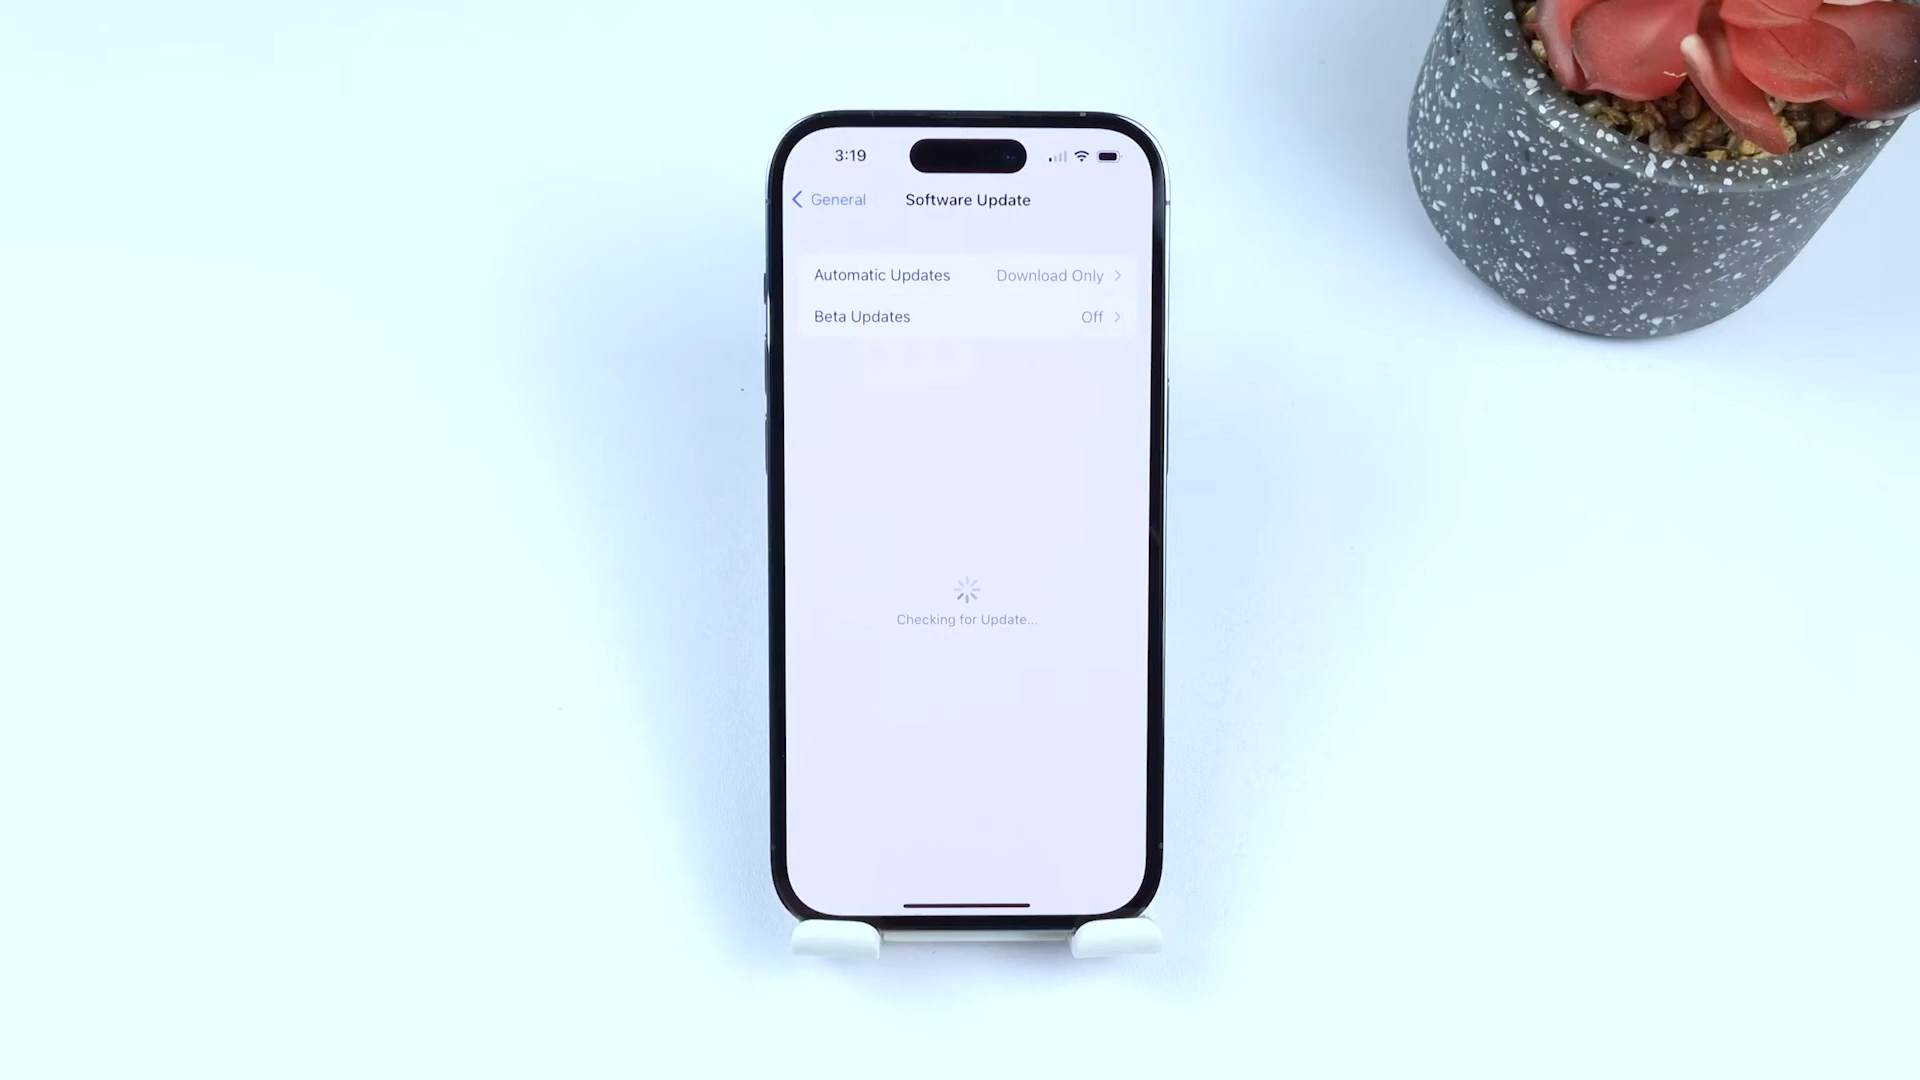 3:19
General
Software Update
Automatic Updates Download Only
Beta Updates Off
Checking for Update...